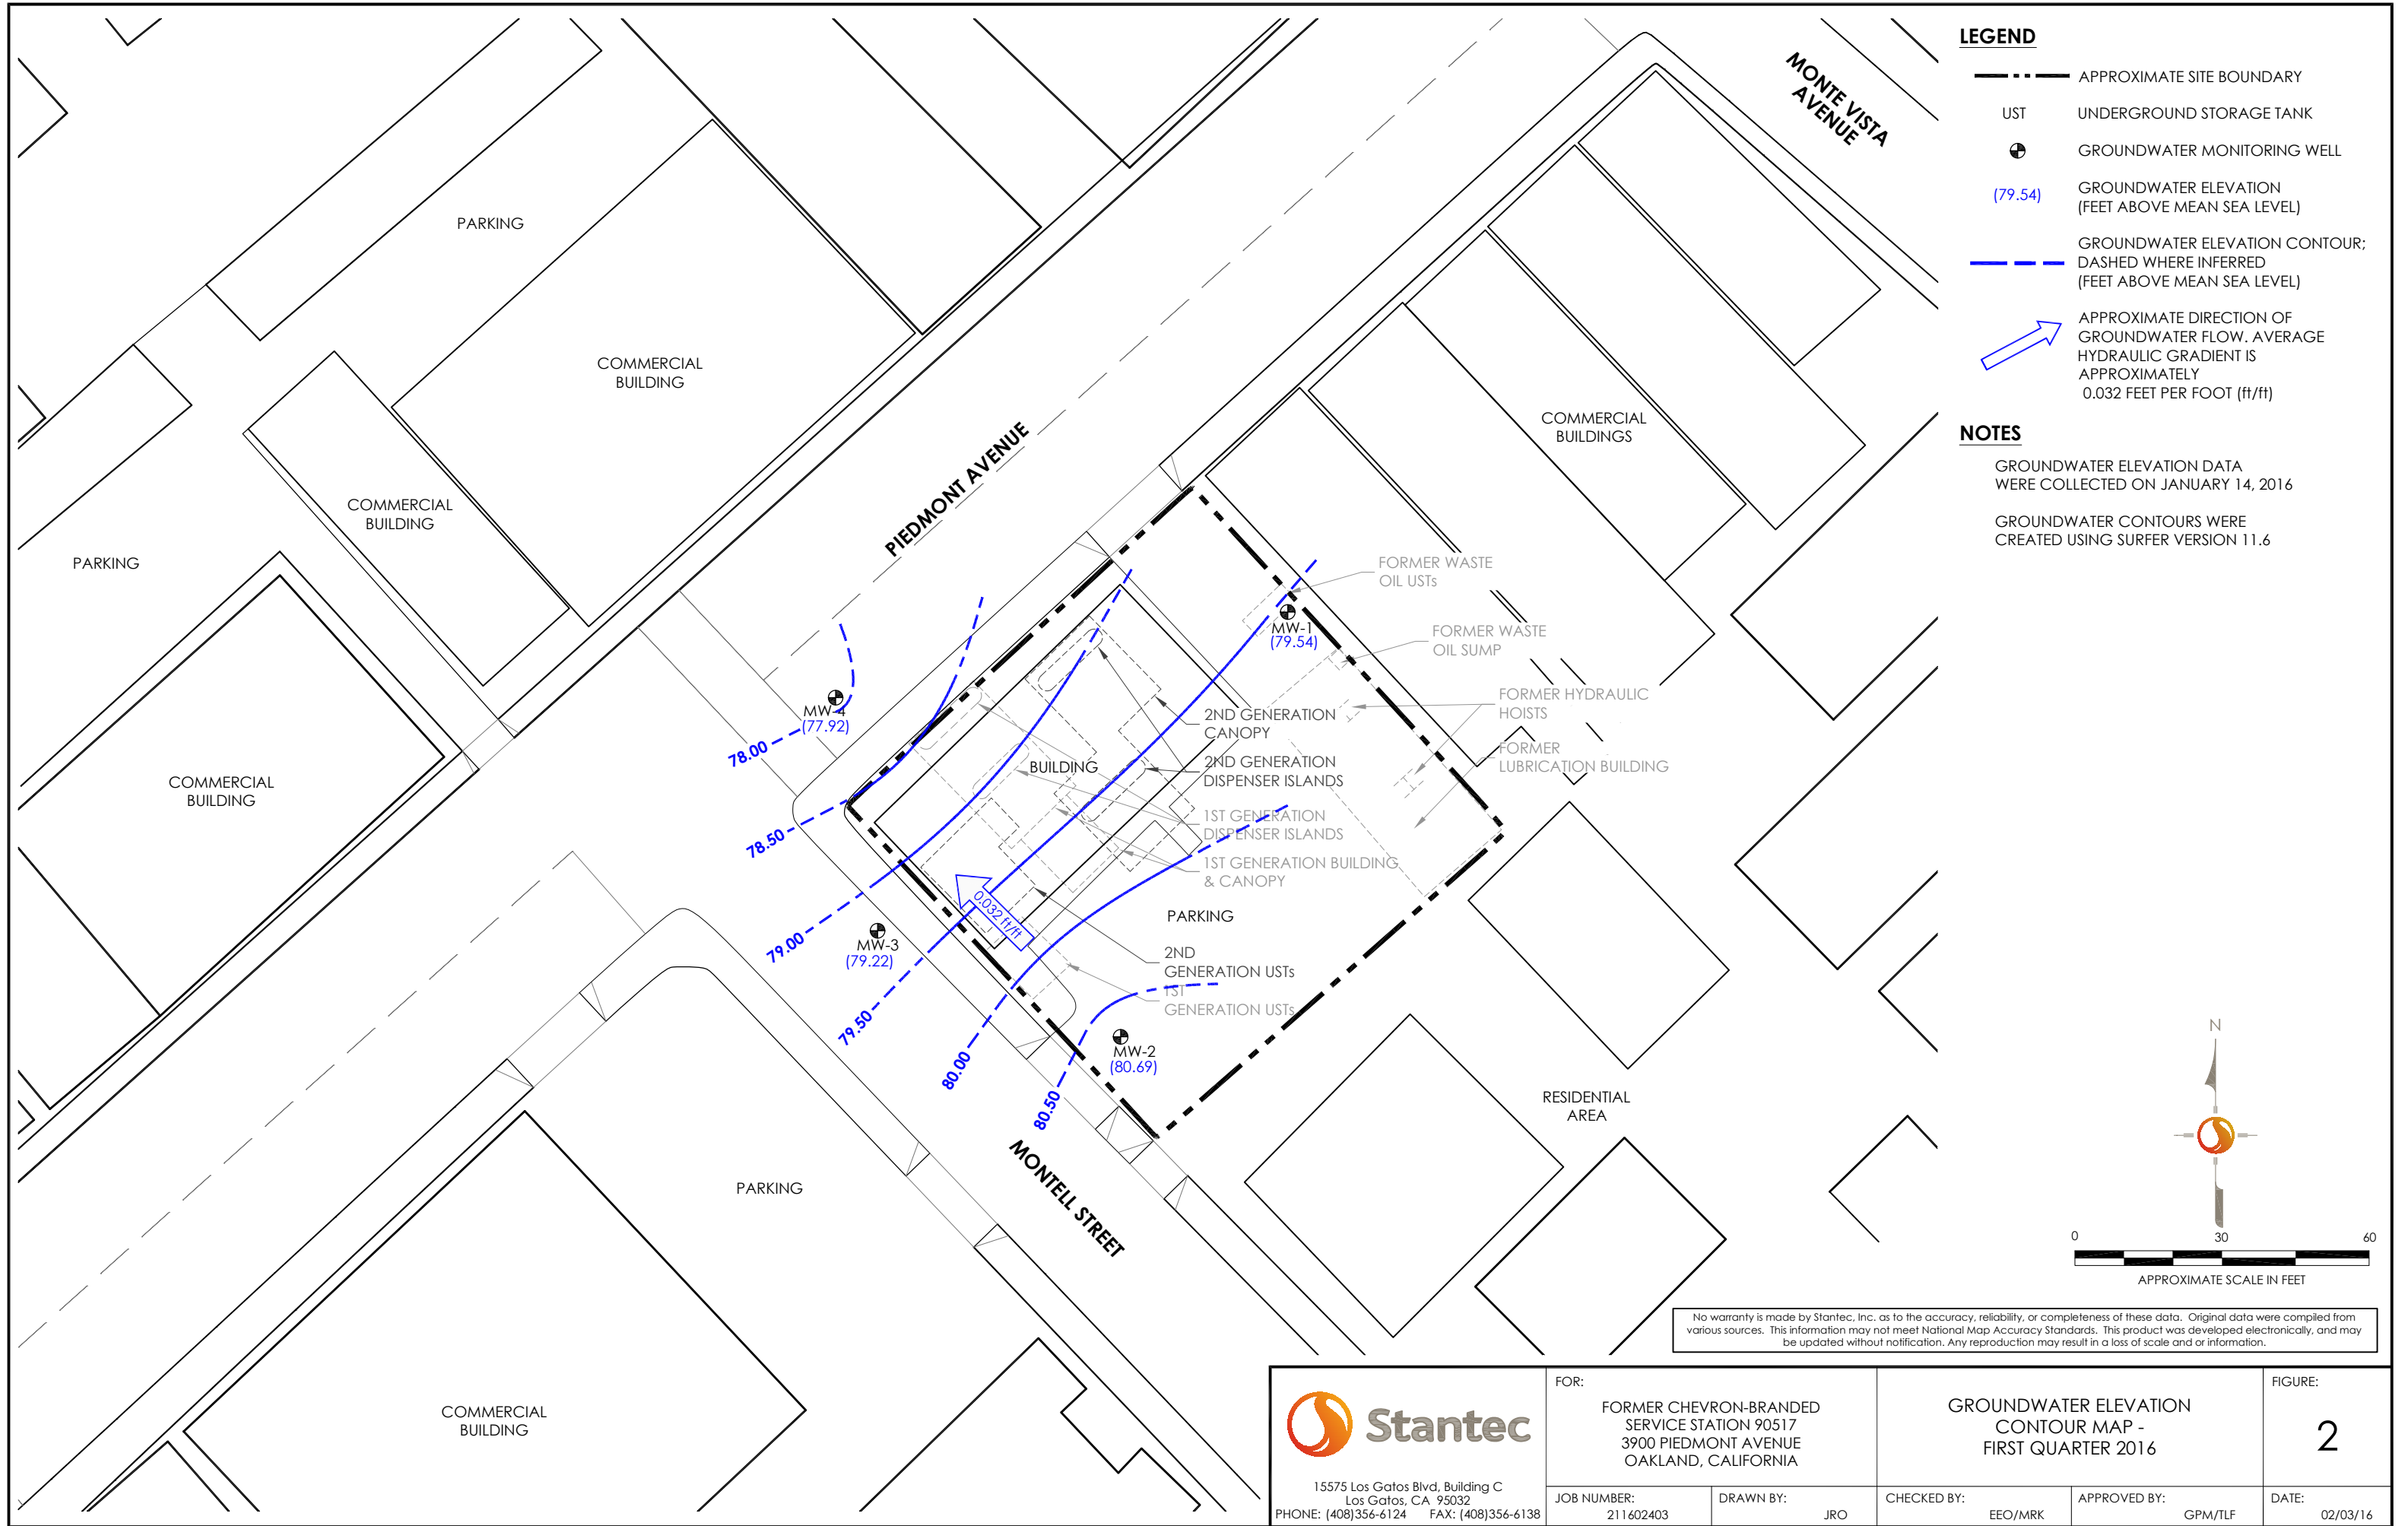 LEGEND
APPROXIMATE SITE BOUNDARY
UST
UNDERGROUND STORAGE TANK
GROUNDWATER MONITORING WELL
(79.54)
GROUNDWATER ELEVATION
(FEET ABOVE MEAN SEA LEVEL)
GROUNDWATER ELEVATION CONTOUR;
DASHED WHERE INFERRED
(FEET ABOVE MEAN SEA LEVEL)
APPROXIMATE DIRECTION OF
GROUNDWATER FLOW. AVERAGE
HYDRAULIC GRADIENT IS
APPROXIMATELY
0.032 FEET PER FOOT (ft/ft)
NOTES
GROUNDWATER ELEVATION DATA
WERE COLLECTED ON JANUARY 14, 2016
GROUNDWATER CONTOURS WERE
CREATED USING SURFER VERSION 11.6
MONTE VISTA
AVENUE
PARKING
COMMERCIAL
BUILDING
COMMERCIAL
BUILDINGS
PIEDMONT AVENUE
COMMERCIAL
BUILDING
PARKING
FORMER WASTE
OIL USTs
MW-1
(79.54)
FORMER WASTE
OIL SUMP
FORMER HYDRAULIC
HOISTS
FORMER
LUBRICATION BUILDING
MW-4
(77.92)
78.00
2ND GENERATION
CANOPY
BUILDING
2ND GENERATION
DISPENSER ISLANDS
1ST GENERATION
DISPENSER ISLANDS
1ST GENERATION BUILDING
& CANOPY
COMMERCIAL
BUILDING
78.50
79.00
0.032 ft/ft
PARKING
MW-3
(79.22)
2ND
GENERATION USTs
1ST
GENERATION USTs
79.50
80.00
MW-2
(80.69)
80.50
RESIDENTIAL
AREA
MONTELL STREET
PARKING
COMMERCIAL
BUILDING
N
0
30
60
APPROXIMATE SCALE IN FEET
No warranty is made by Stantec, Inc. as to the accuracy, reliability, or completeness of these data. Original data were compiled from
various sources. This information may not meet National Map Accuracy Standards. This product was developed electronically, and may
be updated without notification. Any reproduction may result in a loss of scale and or information.
Stantec
15575 Los Gatos Blvd, Building C
Los Gatos, CA 95032
PHONE: (408)356-6124 FAX: (408)356-6138
FOR:
FORMER CHEVRON-BRANDED
SERVICE STATION 90517
3900 PIEDMONT AVENUE
OAKLAND, CALIFORNIA
GROUNDWATER ELEVATION
CONTOUR MAP -
FIRST QUARTER 2016
FIGURE:
2
JOB NUMBER:
211602403
DRAWN BY:
JRO
CHECKED BY:
EEO/MRK
APPROVED BY:
GPM/TLF
DATE:
02/03/16